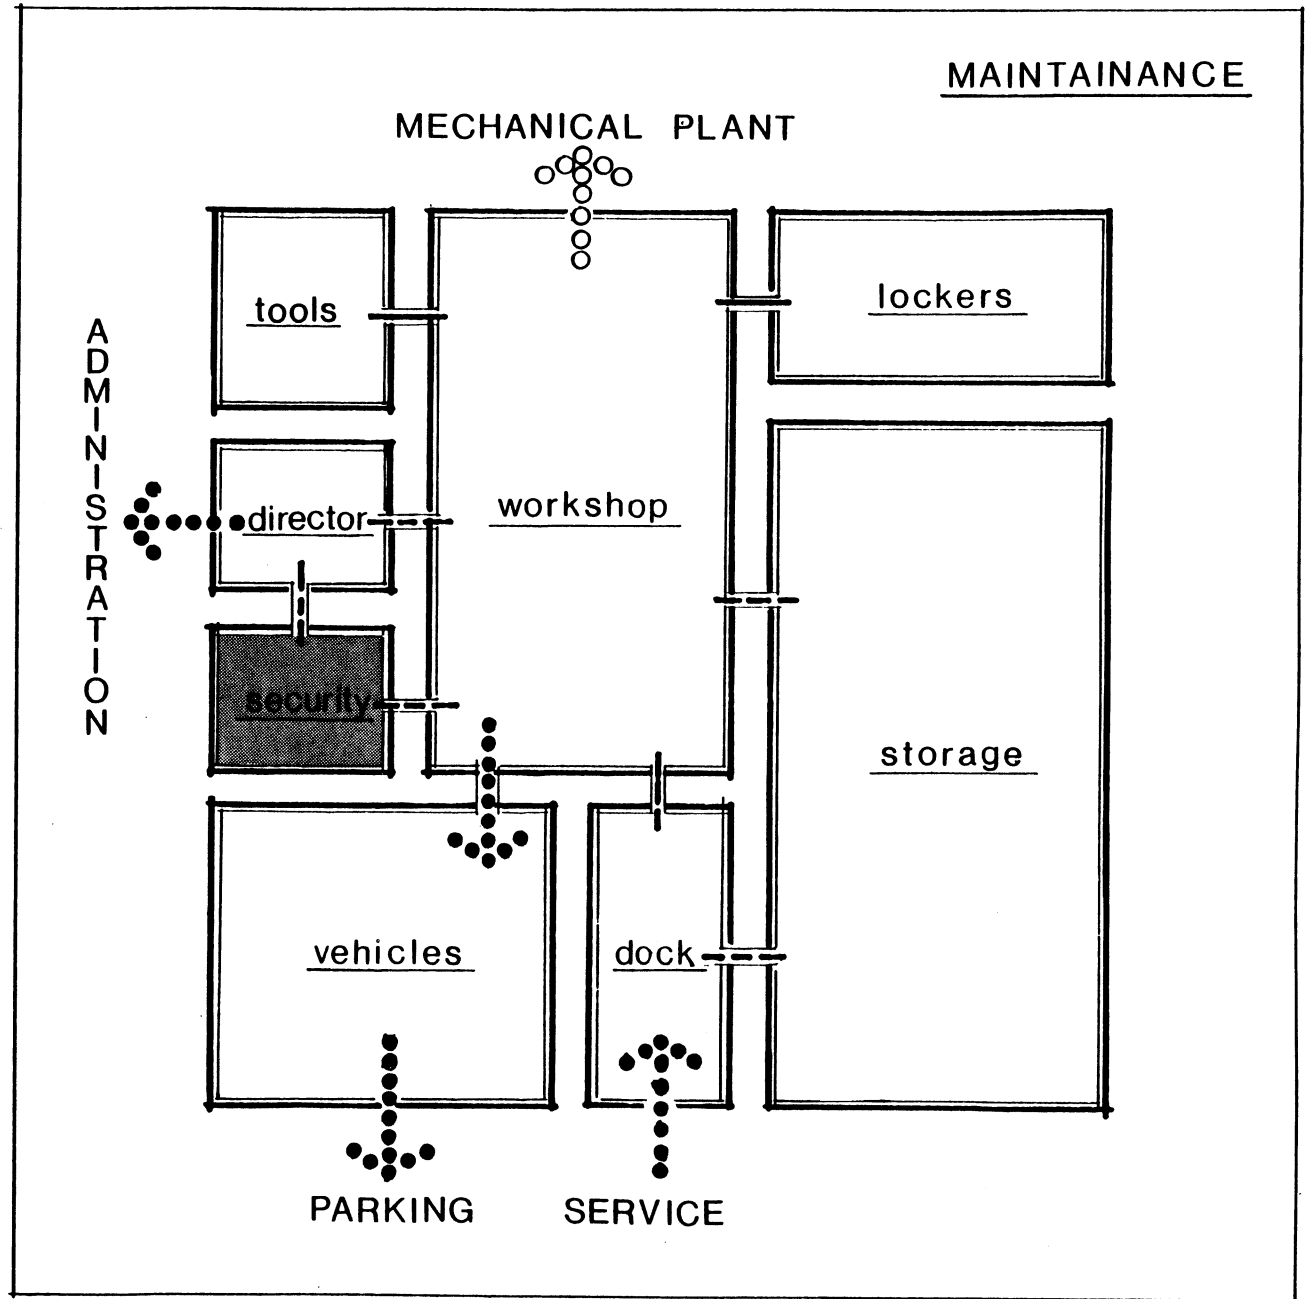 MAINTAINANCE
MECHANICAL PLANT
tools
lockers
ADMINISTRATION
director
workshop
security
storage
vehicles
dock
PARKING
SERVICE